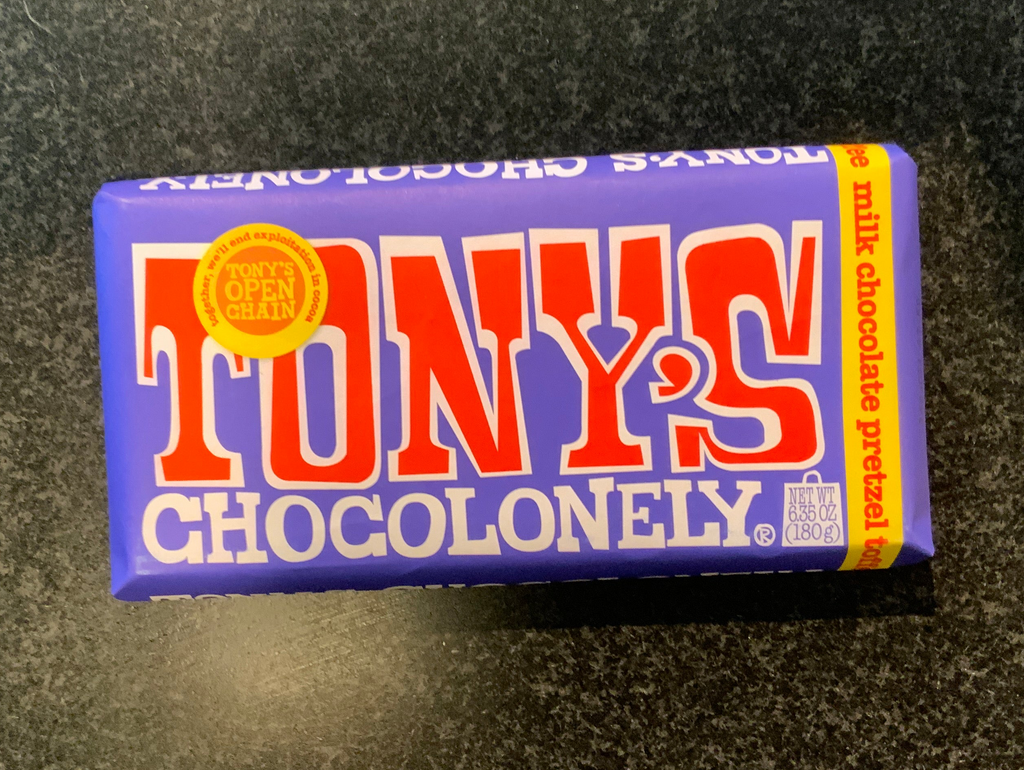 TONY'S CHOCOLONELY
together, we'll end exploitation in cocoa
TONY'S
OPEN
CHAIN
TONY'S
CHOCOLONELY®
NET WT
6.35 OZ
(180g)
milk chocolate pretzel